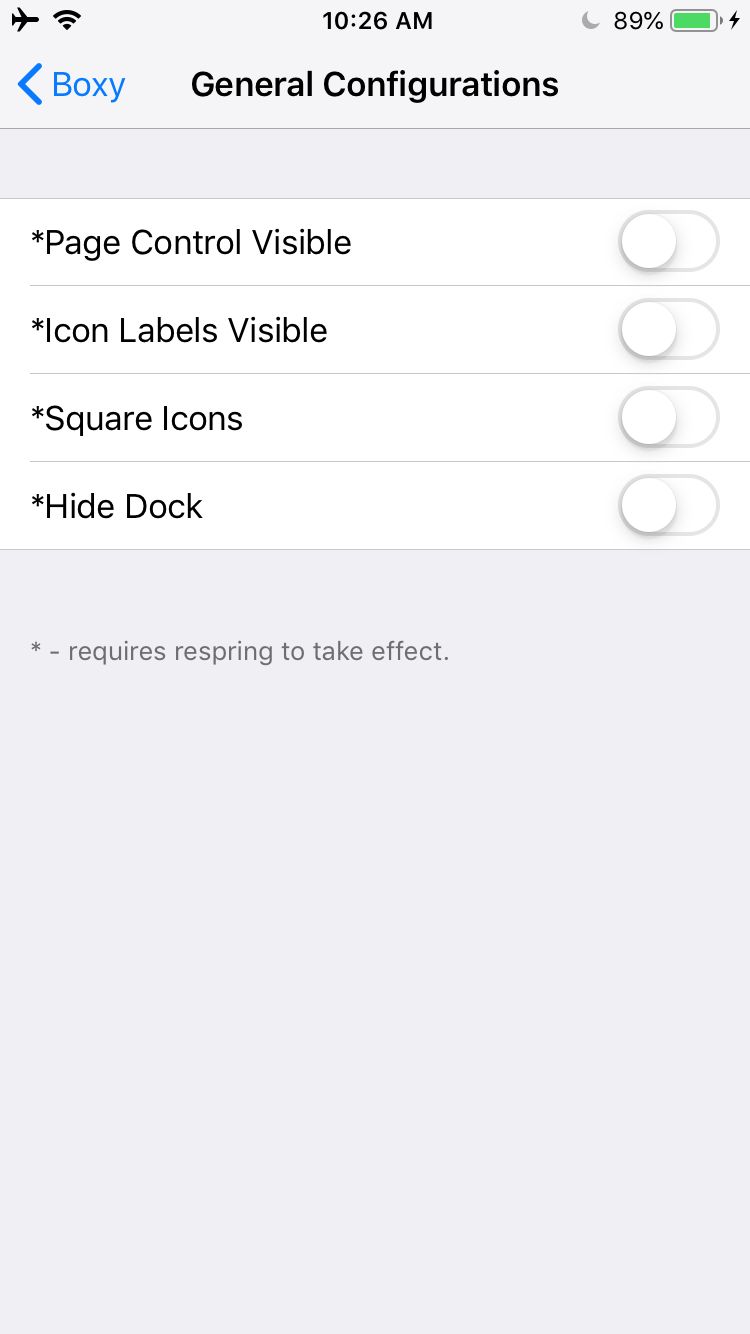 10:26 AM 89%
Boxy General Configurations
*Page Control Visible
*Icon Labels Visible
*Square Icons
*Hide Dock
* - requires respring to take effect.